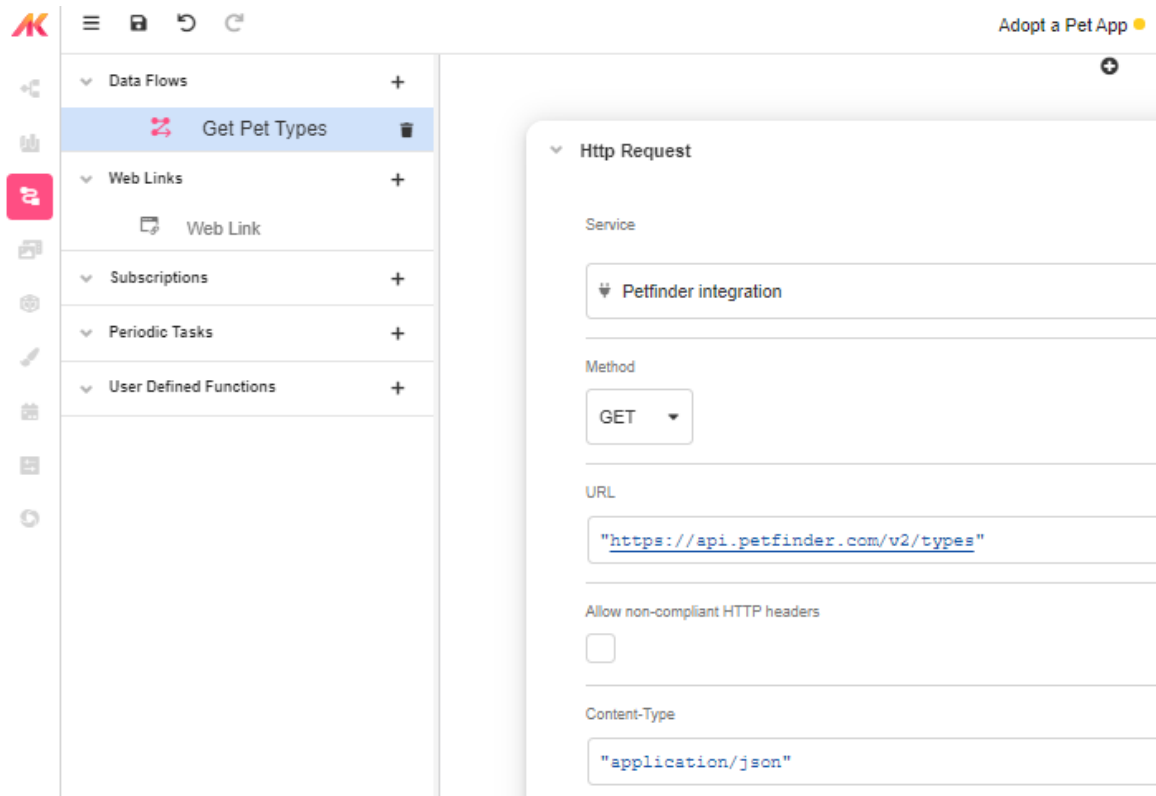 Adopt a Pet App
Data Flows
Get Pet Types
Web Links
Web Link
Subscriptions
Periodic Tasks
User Defined Functions
Http Request
Service
Petfinder integration
Method
GET
URL
"https://api.petfinder.com/v2/types"
Allow non-compliant HTTP headers
Content-Type
"application/json"